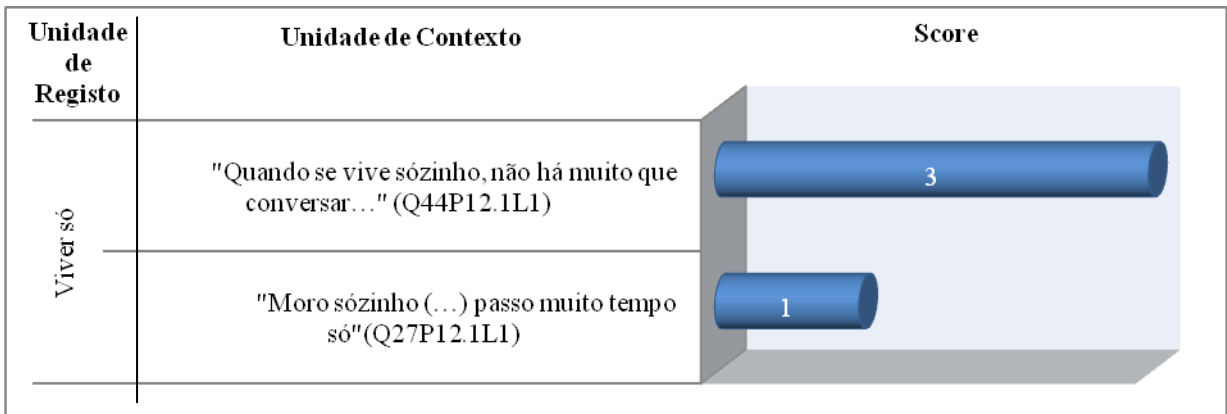 Unidade
de
Registo
Unidade de Contexto
Score
Viver só
"Quando se vive sózinho, não há muito que
conversar…" (Q44P12.1L1)
3
"Moro sózinho (…) passo muito tempo
só"(Q27P12.1L1)
1